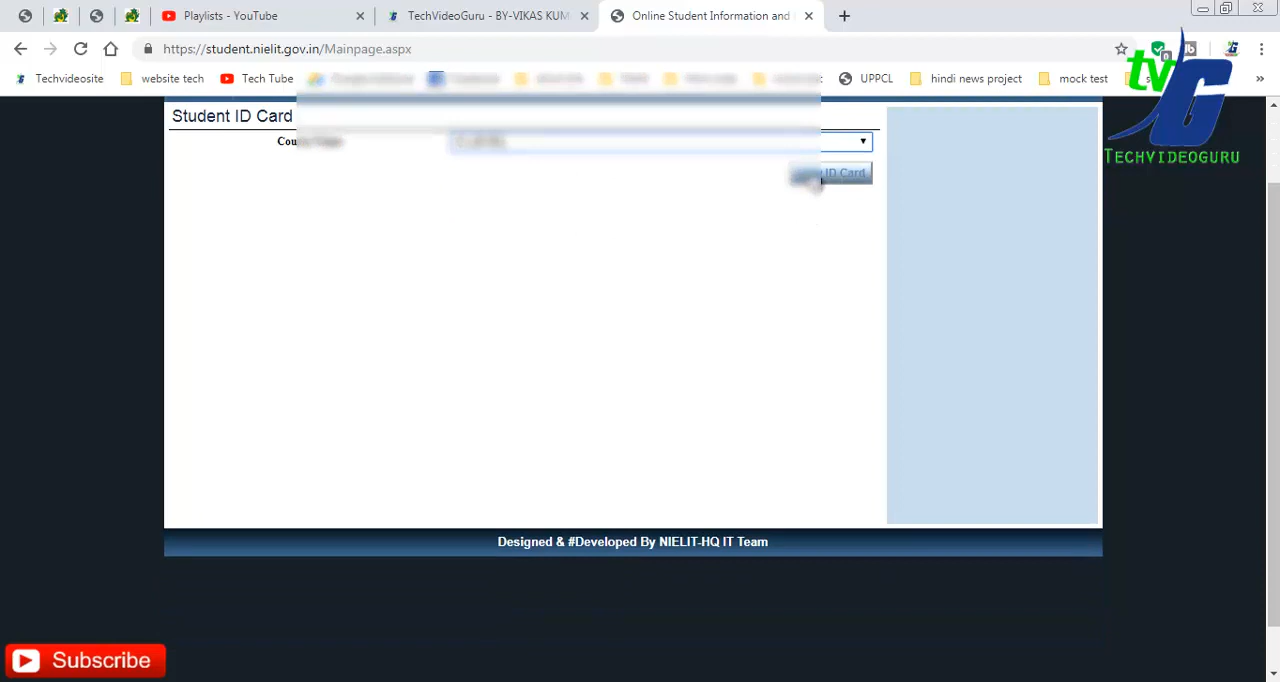 Playlists - YouTube
TechVideoGuru - BY-VIKAS KUM
Online Student Information and
https://student.nielit.gov.in/Mainpage.aspx
Techvideosite
website tech
Tech Tube
UPPCL
hindi news project
mock test
TVG
TECHVIDEOGURU
Student ID Card
ID Card
Designed & #Developed By NIELIT-HQ IT Team
Subscribe